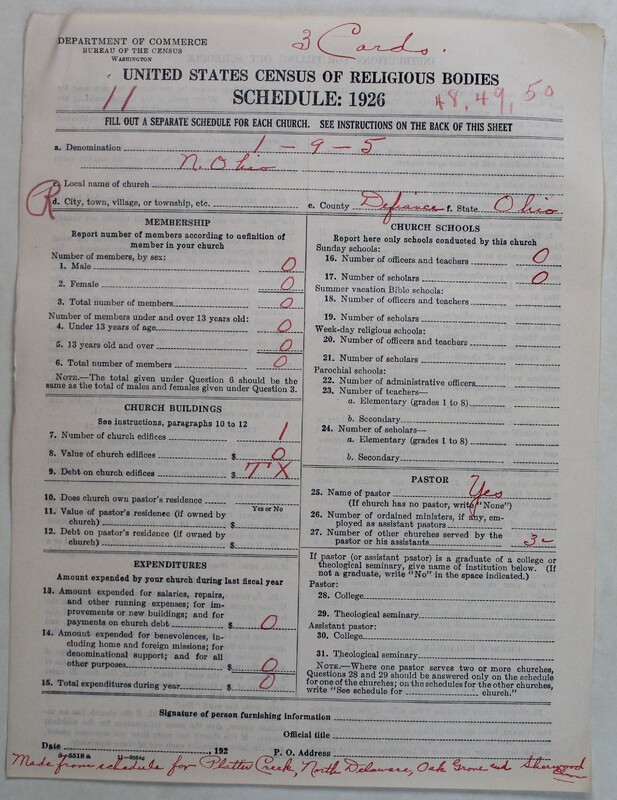 3 Cards.
DEPARTMENT OF COMMERCE
BUREAU OF THE CENSUS
WASHINGTON
UNITED STATES CENSUS OF RELIGIOUS BODIES
11
SCHEDULE: 1926
48, 49, 50
FILL OUT A SEPARATE SCHEDULE FOR EACH CHURCH. SEE INSTRUCTIONS ON THE BACK OF THIS SHEET
a. Denomination 1 - 9 - 5
N. Ohio
c. Local name of church
R
d. City, town, village, or township, etc. e. County Defiance f. State Ohio
MEMBERSHIP
Report number of members according to definition of
member in your church
Number of members, by sex:
1. Male 0
2. Female 0
3. Total number of members 0
Number of members under and over 13 years old:
4. Under 13 years of age 0
5. 13 years old and over 0
6. Total number of members 0
NOTE.—The total given under Question 6 should be the
same as the total of males and females given under Question 3.
CHURCH BUILDINGS
See instructions, paragraphs 10 to 12
7. Number of church edifices 1
8. Value of church edifices $ 0
9. Debt on church edifices $ TX
10. Does church own pastor's residence
Yes or No
11. Value of pastor's residence (if owned by
church) $
12. Debt on pastor's residence (if owned by
church) $
EXPENDITURES
Amount expended by your church during last fiscal year
13. Amount expended for salaries, repairs,
and other running expenses; for im-
provements or new buildings; and for
payments on church debt $ 0
14. Amount expended for benevolences, in-
cluding home and foreign missions; for
denominational support; and for all
other purposes $ 0
15. Total expenditures during year $ 0
CHURCH SCHOOLS
Report here only schools conducted by this church
Sunday schools:
16. Number of officers and teachers 0
17. Number of scholars 0
Summer vacation Bible schools:
18. Number of officers and teachers
19. Number of scholars
Week-day religious schools:
20. Number of officers and teachers
21. Number of scholars
Parochial schools:
22. Number of administrative officers
23. Number of teachers—
a. Elementary (grades 1 to 8)
b. Secondary
24. Number of scholars—
a. Elementary (grades 1 to 8)
b. Secondary
PASTOR
25. Name of pastor Yes
(If church has no pastor, write "None")
26. Number of ordained ministers, if any, em-
ployed as assistant pastors
27. Number of other churches served by the
pastor or his assistants 3-
If pastor (or assistant pastor) is a graduate of a college or
theological seminary, give name of institution below. (If
not a graduate, write "No" in the space indicated.)
Pastor:
28. College
29. Theological seminary
Assistant pastor:
30. College
31. Theological seminary
NOTE.—Where one pastor serves two or more churches,
Questions 28 and 29 should be answered only on the schedule
for one of the churches; on the schedules for the other churches,
write "See schedule for church."
Signature of person furnishing information
Official title
Date , 192 P. O. Address
Made from schedule for Platter Creek, North Delaware, Oak Grove and Sherwood